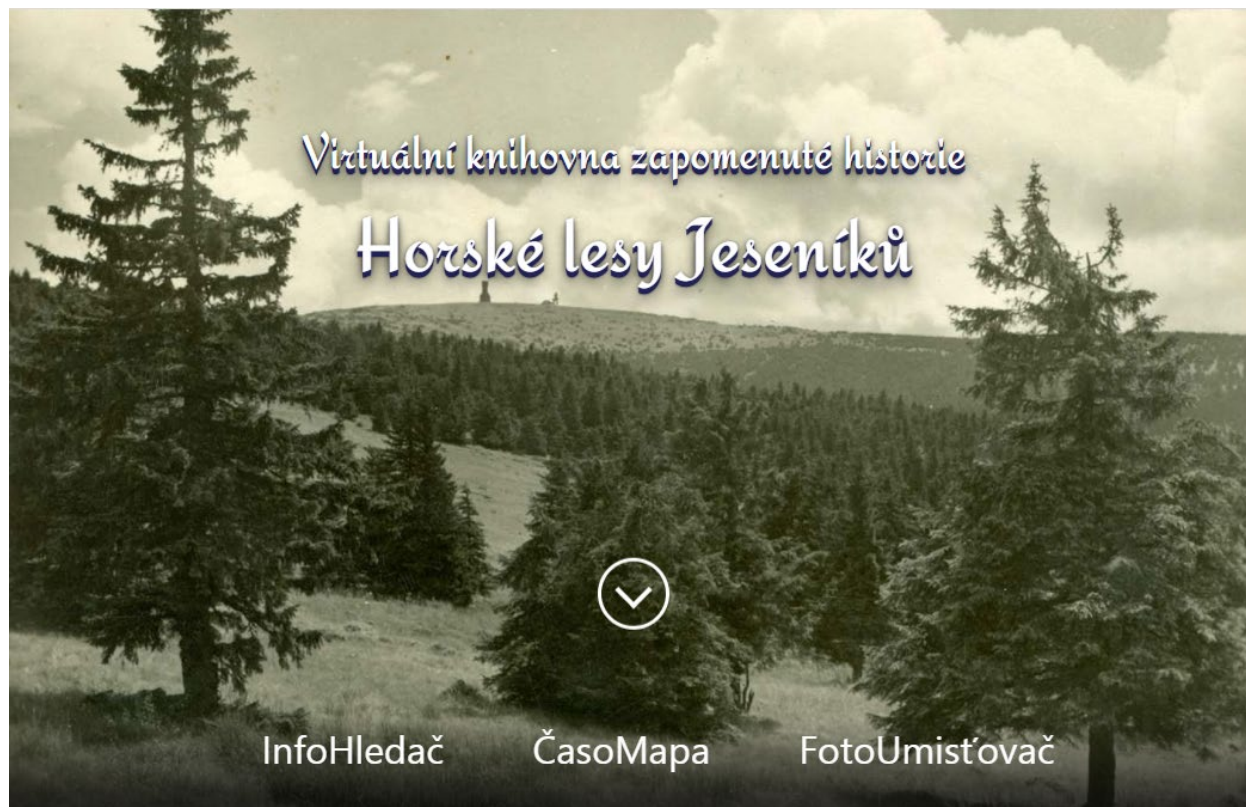 Virtuální knihovna zapomenuté historie
Horské lesy Jeseníků
InfoHledač
ČasoMapa
FotoUmisťovač